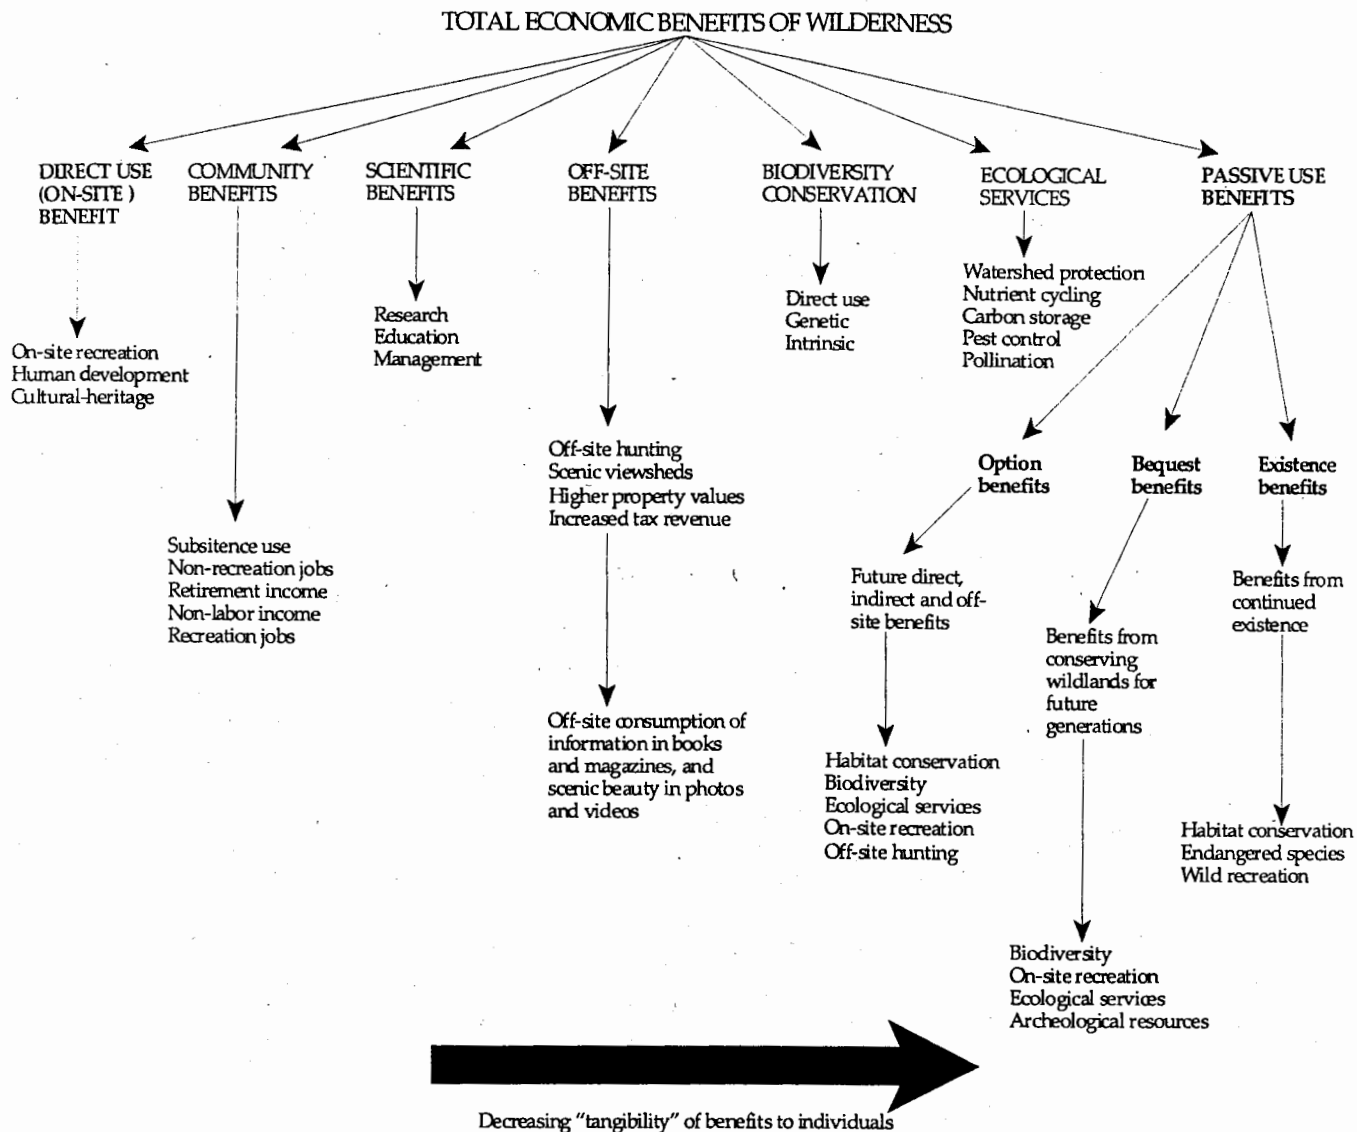 TOTAL ECONOMIC BENEFITS OF WILDERNESS
DIRECT USE
(ON-SITE )
BENEFIT
COMMUNITY
BENEFITS
SCIENTIFIC
BENEFITS
OFF-SITE
BENEFITS
BIODIVERSITY
CONSERVATION
ECOLOGICAL
SERVICES
PASSIVE USE
BENEFITS
On-site recreation
Human development
Cultural-heritage
Subsitence use
Non-recreation jobs
Retirement income
Non-labor income
Recreation jobs
Research
Education
Management
Off-site hunting
Scenic viewsheds
Higher property values
Increased tax revenue
Off-site consumption of
information in books
and magazines, and
scenic beauty in photos
and videos
Direct use
Genetic
Intrinsic
Watershed protection
Nutrient cycling
Carbon storage
Pest control
Pollination
Option
benefits
Bequest
benefits
Existence
benefits
Future direct,
indirect and off-
site benefits
Habitat conservation
Biodiversity
Ecological services
On-site recreation
Off-site hunting
Benefits from
conserving
wildlands for
future
generations
Biodiversity
On-site recreation
Ecological services
Archeological resources
Benefits from
continued
existence
Habitat conservation
Endangered species
Wild recreation
Decreasing "tangibility" of benefits to individuals